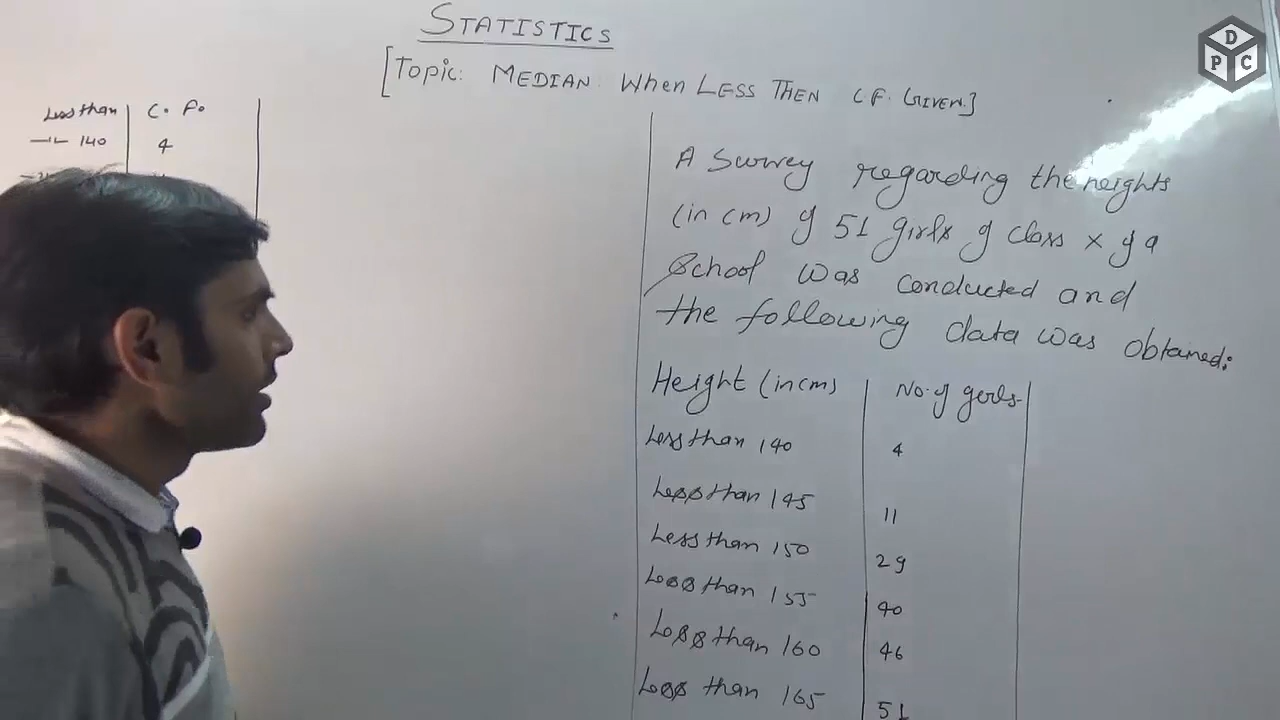 STATISTICS
[Topic: MEDIAN When LESS THEN C.F. GIVEN.]
D
P C
Less than C. F.
—"— 140 4
A Survey regarding the heights
(in cm) of 51 girls of class X of a
School was conducted and
the following data was obtained:
Height (in cm) No. of gerls.
Less than 140 4
Less than 145 11
Less than 150 29
Less than 155 40
Less than 160 46
Less than 165 51